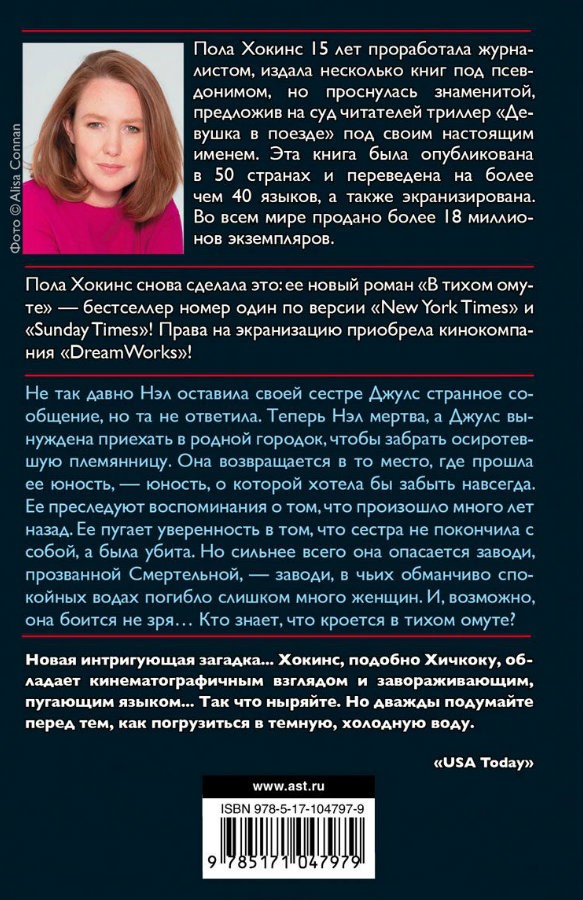 Пола Хокинс 15 лет проработала журна-
листом, издала несколько книг под псев-
донимом, но проснулась знаменитой,
предложив на суд читателей триллер «Де-
вушка в поезде» под своим настоящим
именем. Эта книга была опубликована
в 50 странах и переведена на более
чем 40 языков, а также экранизирована.
Во всем мире продано более 18 миллио-
нов экземпляров.
Фото © Alisa Connan
Пола Хокинс снова сделала это: ее новый роман «В тихом ому-
те» — бестселлер номер один по версии «New York Times» и
«Sunday Times»! Права на экранизацию приобрела кинокомпа-
ния «DreamWorks»!
Не так давно Нэл оставила своей сестре Джулс странное со-
общение, но та не ответила. Теперь Нэл мертва, а Джулс вы-
нуждена приехать в родной городок, чтобы забрать осиротев-
шую племянницу. Она возвращается в то место, где прошла
ее юность, — юность, о которой хотела бы забыть навсегда.
Ее преследуют воспоминания о том, что произошло много лет
назад. Ее пугает уверенность в том, что сестра не покончила с
собой, а была убита. Но сильнее всего она опасается заводи,
прозванной Смертельной, — заводи, в чьих обманчиво спо-
койных водах погибло слишком много женщин. И, возможно,
она боится не зря... Кто знает, что кроется в тихом омуте?
Новая интригующая загадка... Хокинс, подобно Хичкоку, об-
ладает кинематографичным взглядом и завораживающим,
пугающим языком... Так что ныряйте. Но дважды подумайте
перед тем, как погрузиться в темную, холодную воду.
«USA Today»
www.ast.ru
ISBN 978-5-17-104797-9
9 785171 047979